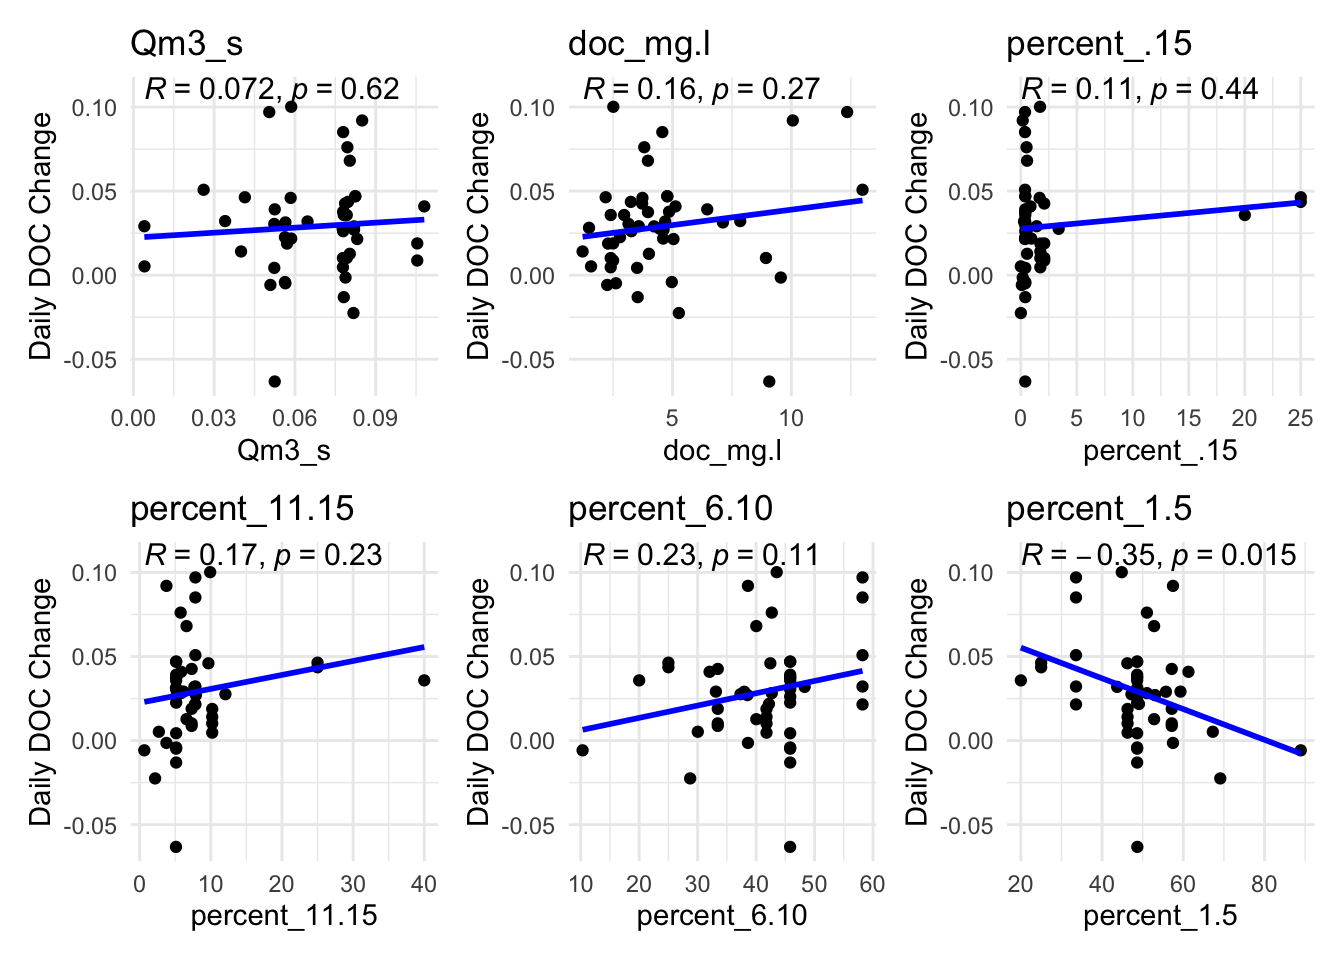 Qm3_s
R = 0.072, p = 0.62
0.10
0.05
0.00
-0.05
Daily DOC Change
0.00 0.03 0.06 0.09
Qm3_s
doc_mg.l
R = 0.16, p = 0.27
0.10
0.05
0.00
-0.05
Daily DOC Change
5 10
doc_mg.l
percent_.15
R = 0.11, p = 0.44
0.10
0.05
0.00
-0.05
Daily DOC Change
0 5 10 15 20 25
percent_.15
percent_11.15
R = 0.17, p = 0.23
0.10
0.05
0.00
-0.05
Daily DOC Change
0 10 20 30 40
percent_11.15
percent_6.10
R = 0.23, p = 0.11
0.10
0.05
0.00
-0.05
Daily DOC Change
10 20 30 40 50 60
percent_6.10
percent_1.5
R = −0.35, p = 0.015
0.10
0.05
0.00
-0.05
Daily DOC Change
20 40 60 80
percent_1.5